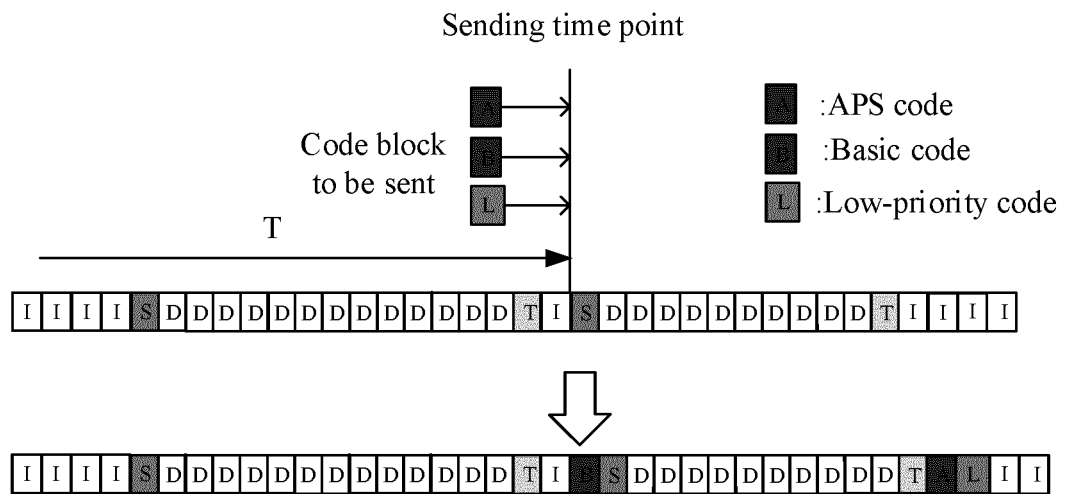 Sending time point
A
:APS code
Code block
B
:Basic code
to be sent
L
:Low-priority code
T
I I I I S D D D D D D D D D D D D D T I S D D D D D D D D D D T I I I I
I I I I S D D D D D D D D D D D D D T I B S D D D D D D D D D D T A L I I